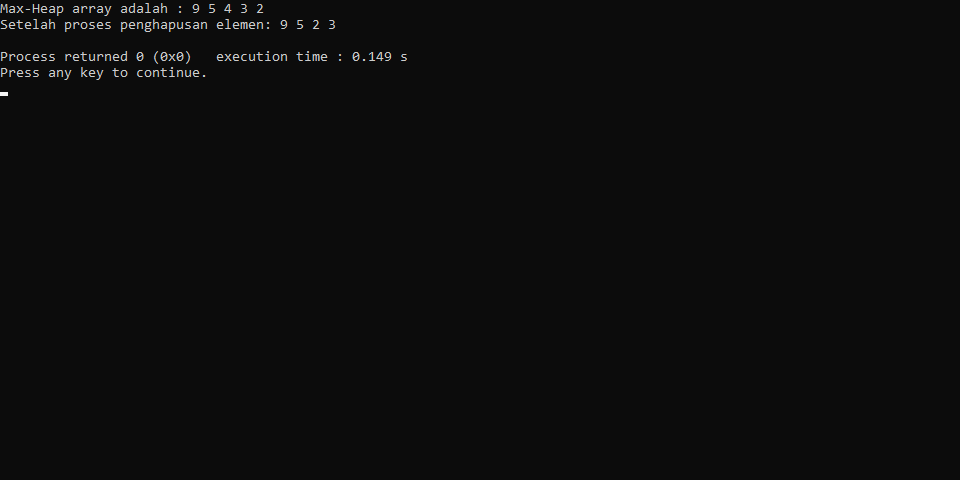 Max-Heap array adalah : 9 5 4 3 2
Setelah proses penghapusan elemen: 9 5 2 3
Process returned 0 (0x0)   execution time : 0.149 s
Press any key to continue.